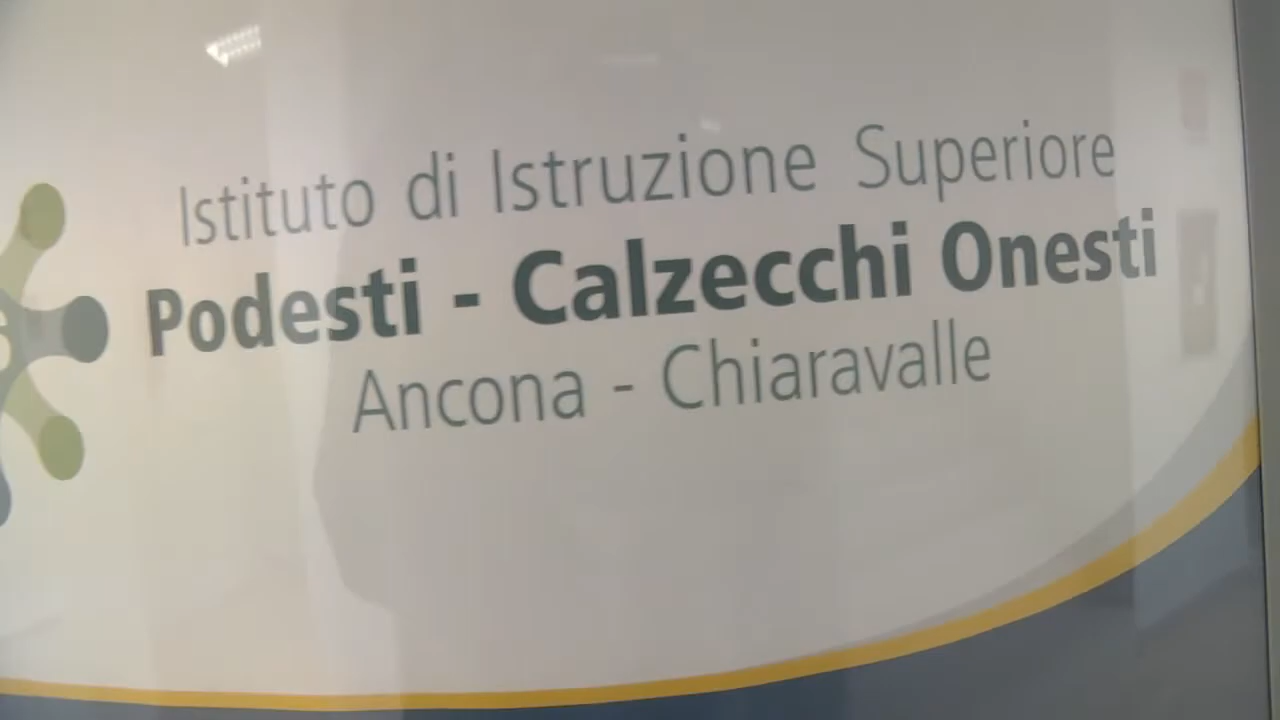 Istituto di Istruzione Superiore
Podesti - Calzecchi Onesti
Ancona - Chiaravalle